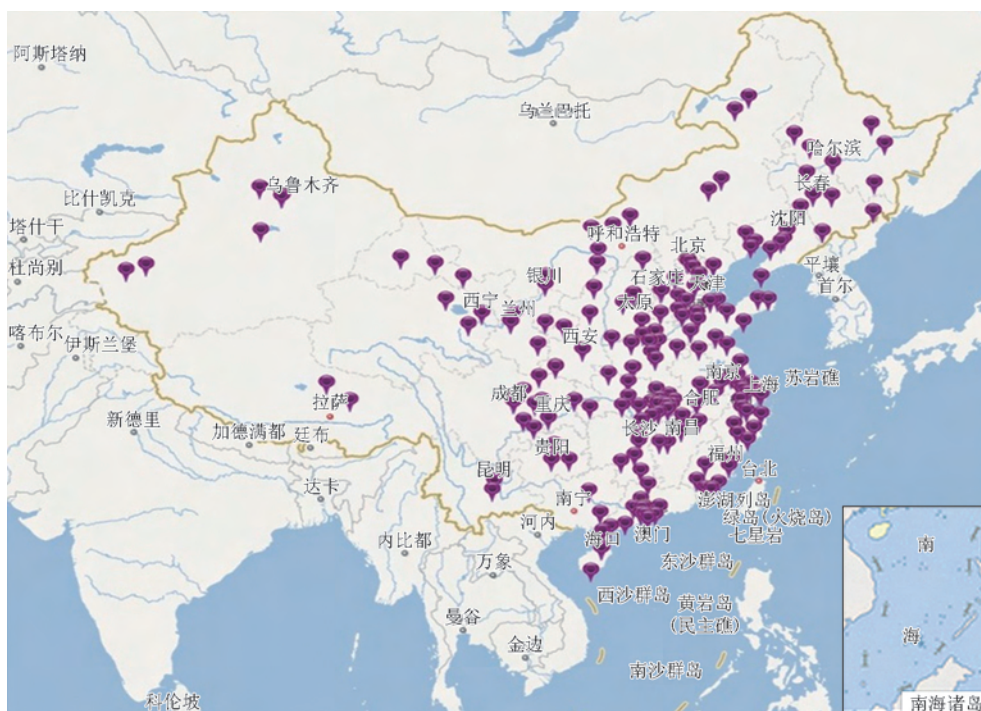 阿斯塔纳
乌兰巴托
哈尔滨
乌鲁木齐
长春
比什凯克
沈阳
塔什干
呼和浩特
北京
杜尚别
平壤
银川
石家庄
天津
首尔
西宁
兰州
太原
喀布尔
伊斯兰堡
西安
南京
上海
苏岩礁
拉萨
成都
重庆
合肥
新德里
加德满都
廷布
长沙
南昌
贵阳
福州
昆明
台北
达卡
南宁
澎湖列岛
绿岛(火烧岛)
河内
海口
澳门
七星岩
内比都
万象
东沙群岛
南
西沙群岛
黄岩岛
(民主礁)
曼谷
海
金边
南沙群岛
科伦坡
南海诸岛